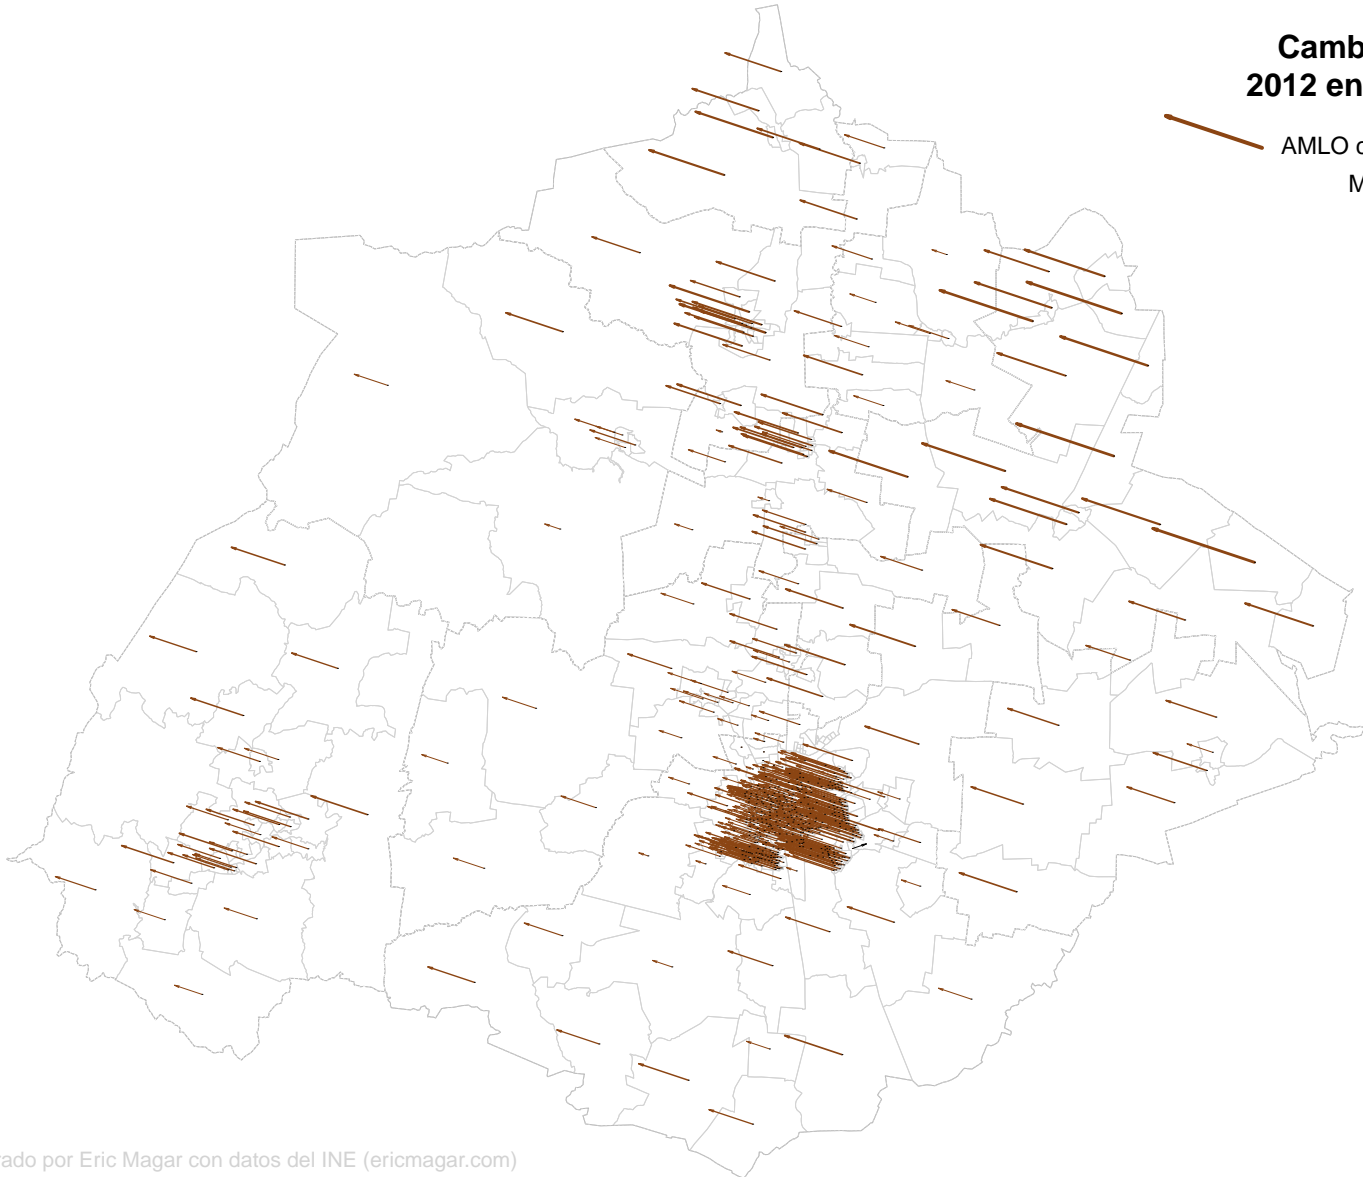 Camb
2012 en
AMLO
M
ado por Eric Magar con datos del INE (ericmagar.com)